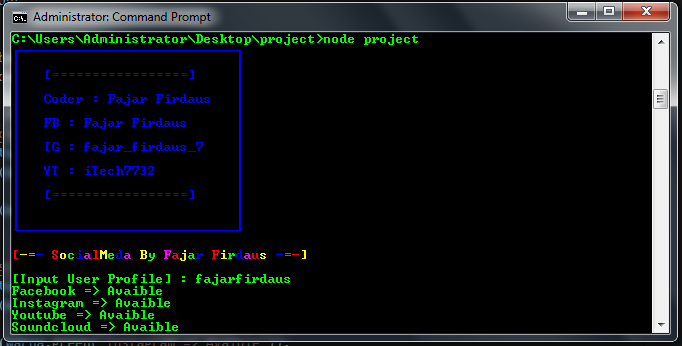 Administrator: Command Prompt
C:\Users\Administrator\Desktop\project>node project
[=================]
Coder : Fajar Firdaus
FB : Fajar Firdaus
IG : fajar_firdaus_7
YT : iTech7732
[=================]
[-=- SocialMeda By Fajar Firdaus -=-]
[Input User Profile] : fajarfirdaus
Facebook => Avaible
Instagram => Avaible
Youtube => Avaible
Soundcloud => Avaible